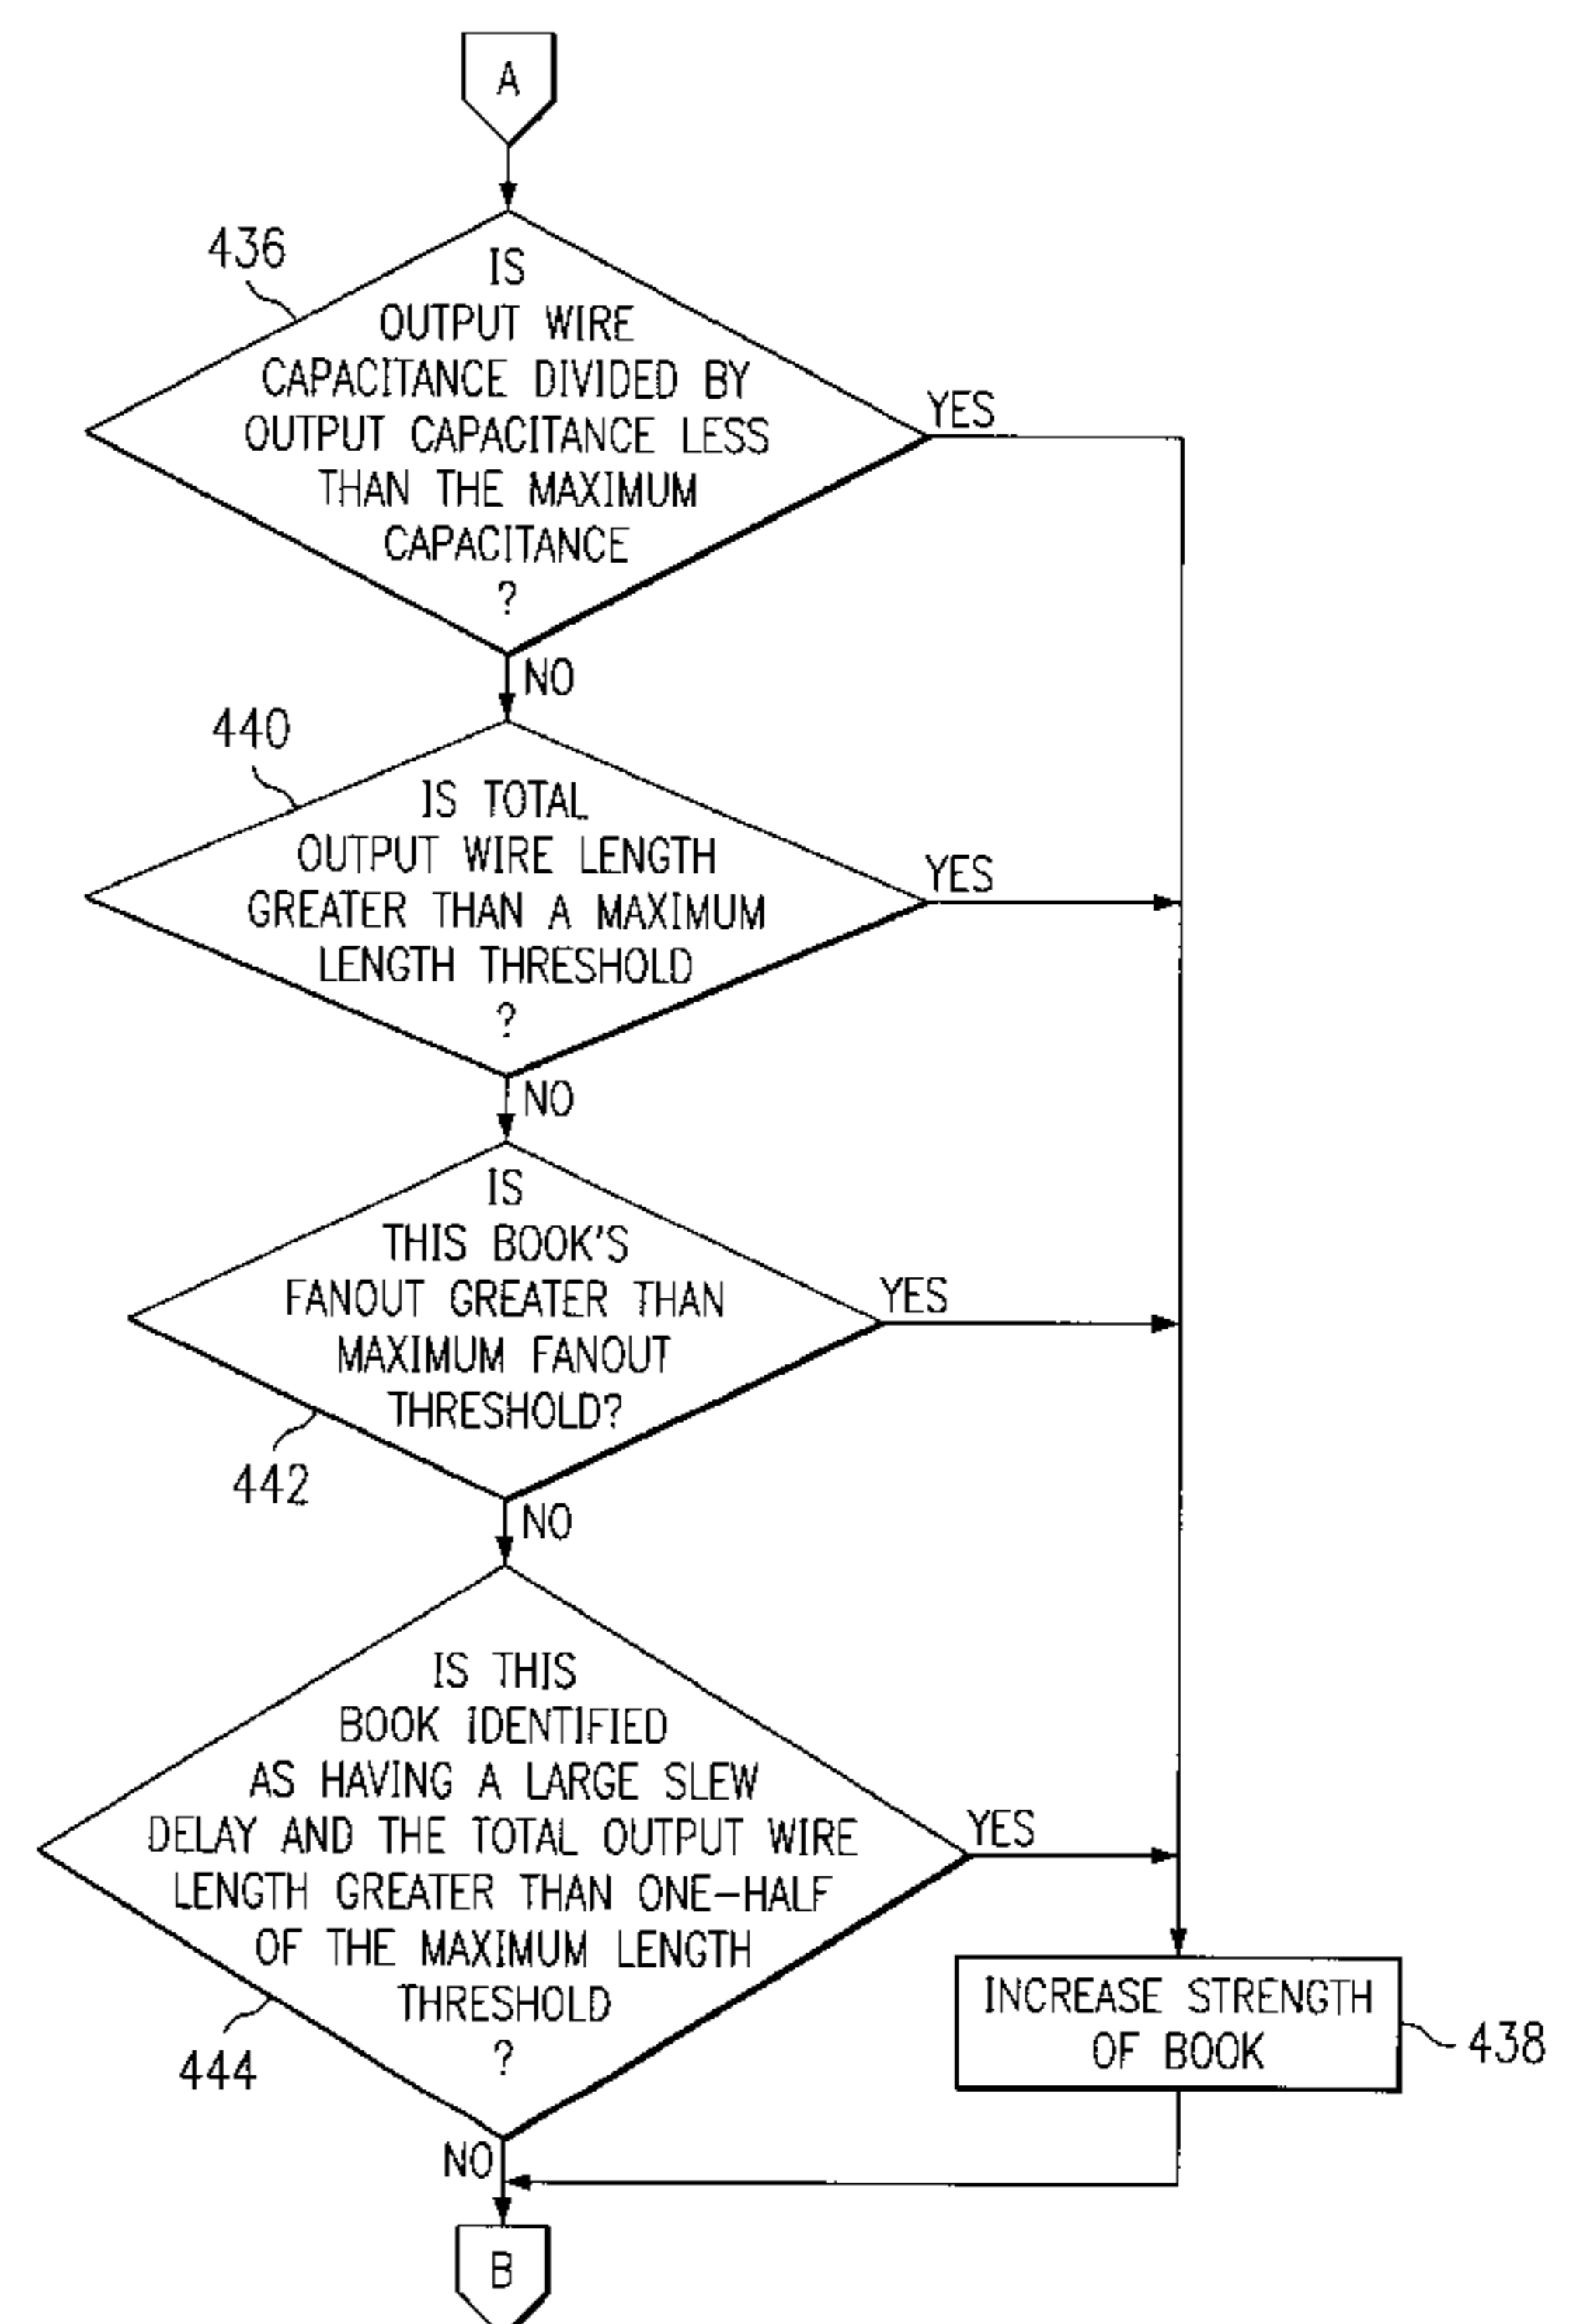 A
436
IS
OUTPUT WIRE
CAPACITANCE DIVIDED BY
OUTPUT CAPACITANCE LESS
THAN THE MAXIMUM
CAPACITANCE
?
YES
NO
440
IS TOTAL
OUTPUT WIRE LENGTH
GREATER THAN A MAXIMUM
LENGTH THRESHOLD
?
YES
NO
IS
THIS BOOK'S
FANOUT GREATER THAN
MAXIMUM FANOUT
THRESHOLD?
YES
442
NO
IS THIS
BOOK IDENTIFIED
AS HAVING A LARGE SLEW
DELAY AND THE TOTAL OUTPUT WIRE
LENGTH GREATER THAN ONE-HALF
OF THE MAXIMUM LENGTH
THRESHOLD
?
YES
444
INCREASE STRENGTH
OF BOOK
438
NO
B